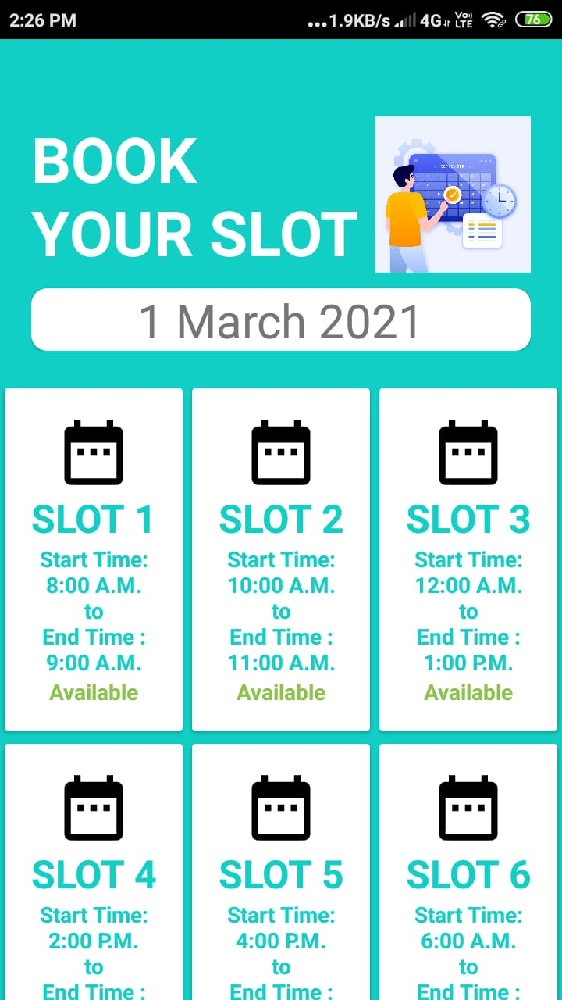 2:26 PM
...1.9KB/s 4G Vo) LTE 76
BOOK
YOUR SLOT
SEPTEMBER
1 March 2021
SLOT 1
Start Time:
8:00 A.M.
to
End Time :
9:00 A.M.
Available
SLOT 2
Start Time:
10:00 A.M.
to
End Time :
11:00 A.M.
Available
SLOT 3
Start Time:
12:00 A.M.
to
End Time :
1:00 P.M.
Available
SLOT 4
Start Time:
2:00 P.M.
to
End Time :
SLOT 5
Start Time:
4:00 P.M.
to
End Time :
SLOT 6
Start Time:
6:00 A.M.
to
End Time :